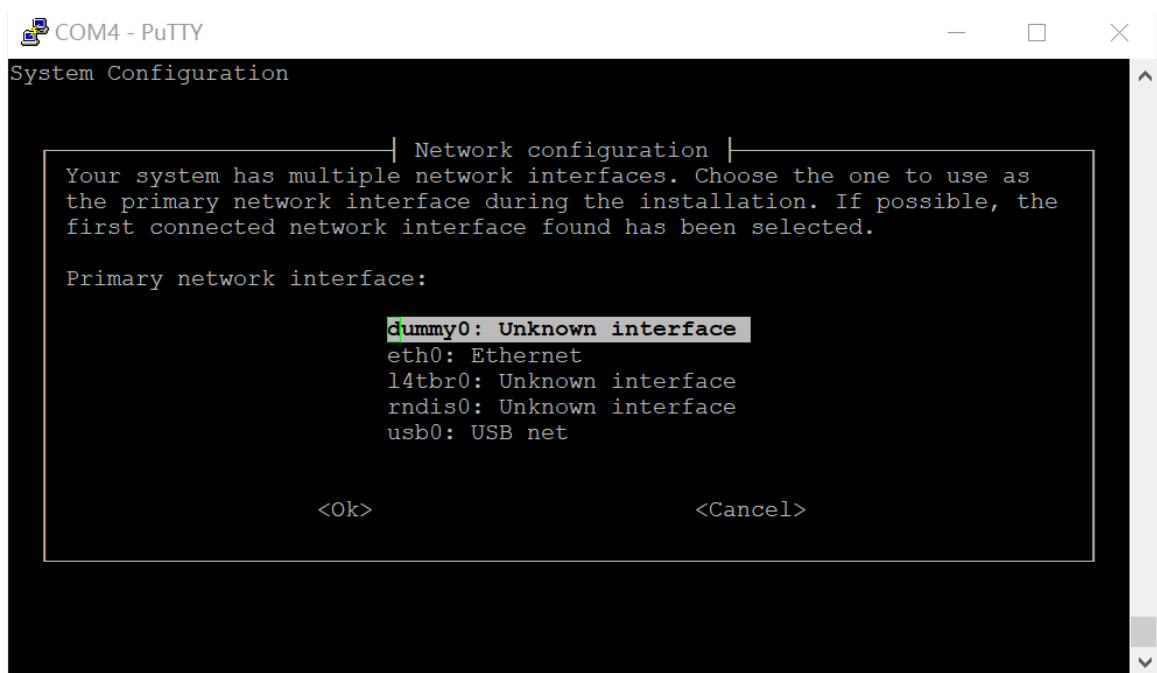 COM4 - PuTTY
System Configuration
Network configuration
Your system has multiple network interfaces. Choose the one to use as
the primary network interface during the installation. If possible, the
first connected network interface found has been selected.
Primary network interface:
dummy0: Unknown interface
eth0: Ethernet
l4tbr0: Unknown interface
rndis0: Unknown interface
usb0: USB net
<Ok> <Cancel>